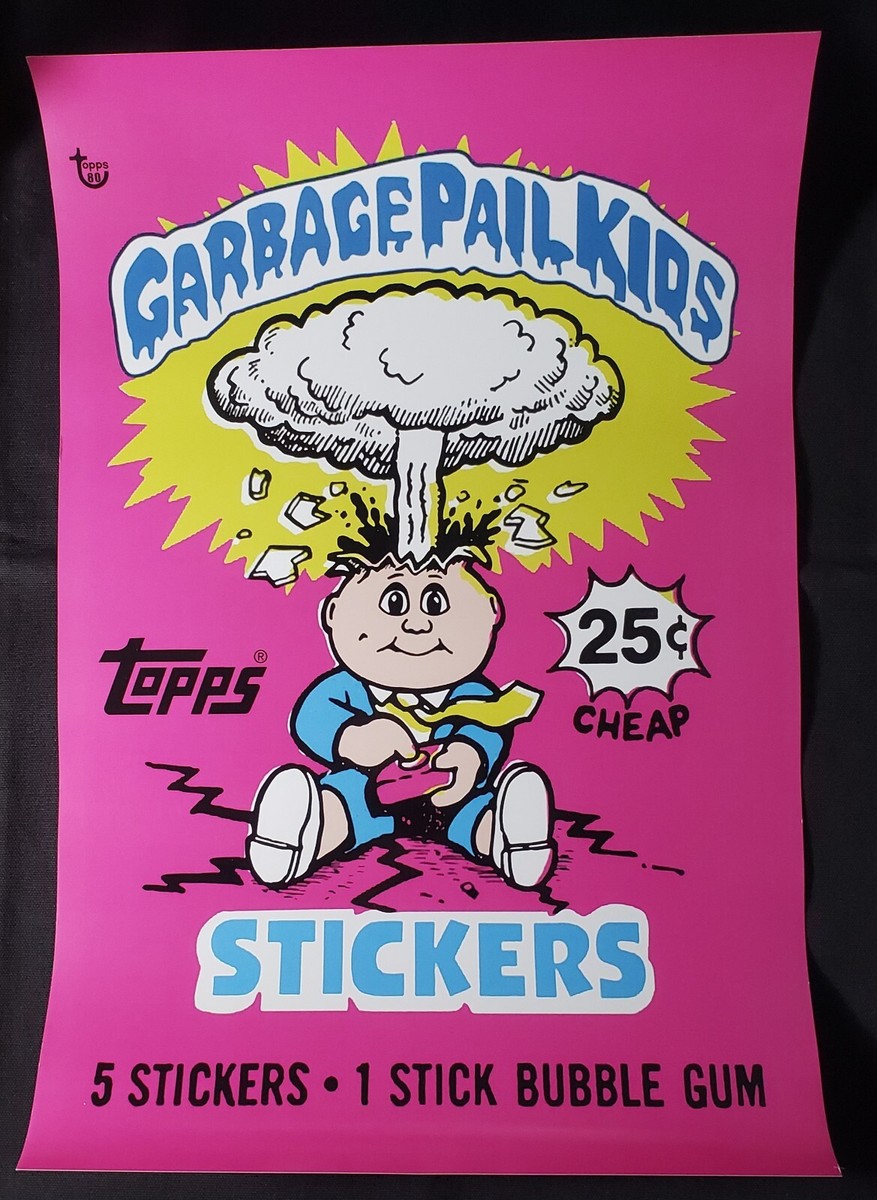 topps
80
GARBAGE PAIL KIDS
topps®
25¢
CHEAP
STICKERS
5 STICKERS • 1 STICK BUBBLE GUM